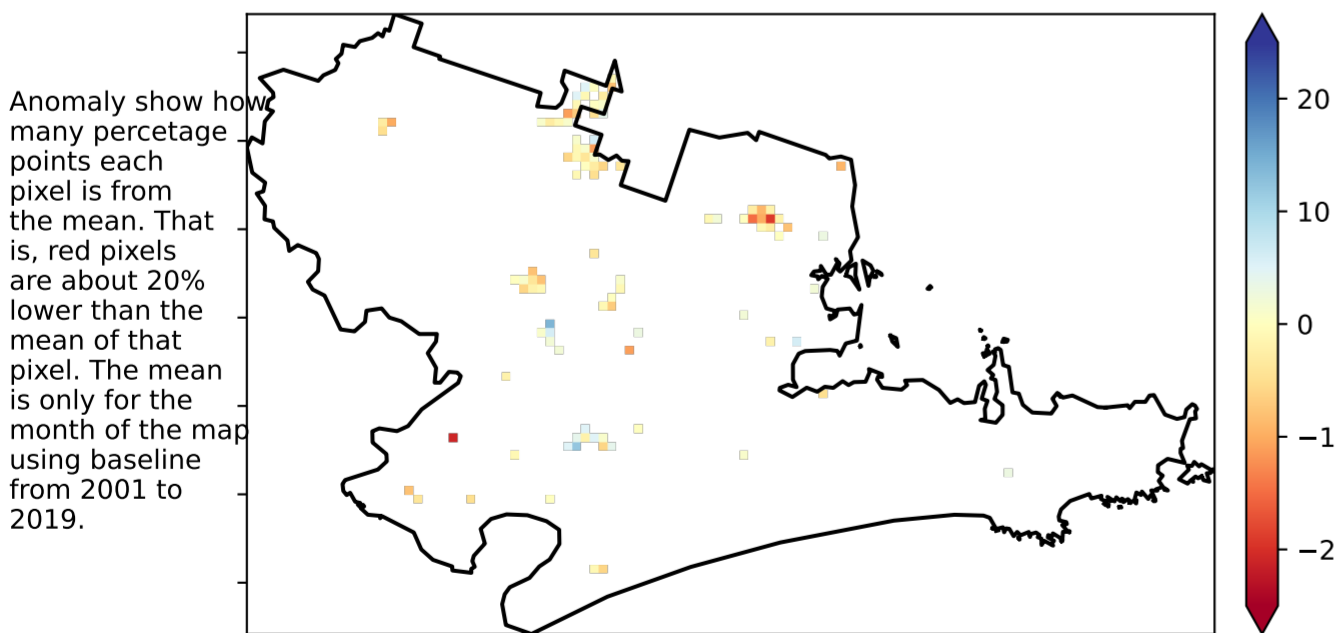 Anomaly show how
many percetage
points each
pixel is from
the mean. That
is, red pixels
are about 20%
lower than the
mean of that
pixel. The mean
is only for the
month of the map
using baseline
from 2001 to
2019.
20
10
0
−1
−2